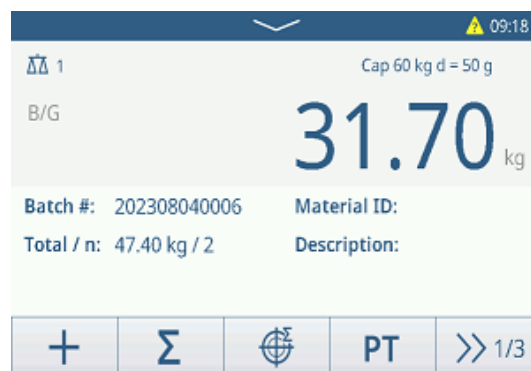 09:18
1 Cap 60 kg d = 50 g
B/G
31.70 kg
Batch #: 202308040006 Material ID:
Total / n: 47.40 kg / 2 Description:
+ Σ Σ PT >> 1/3